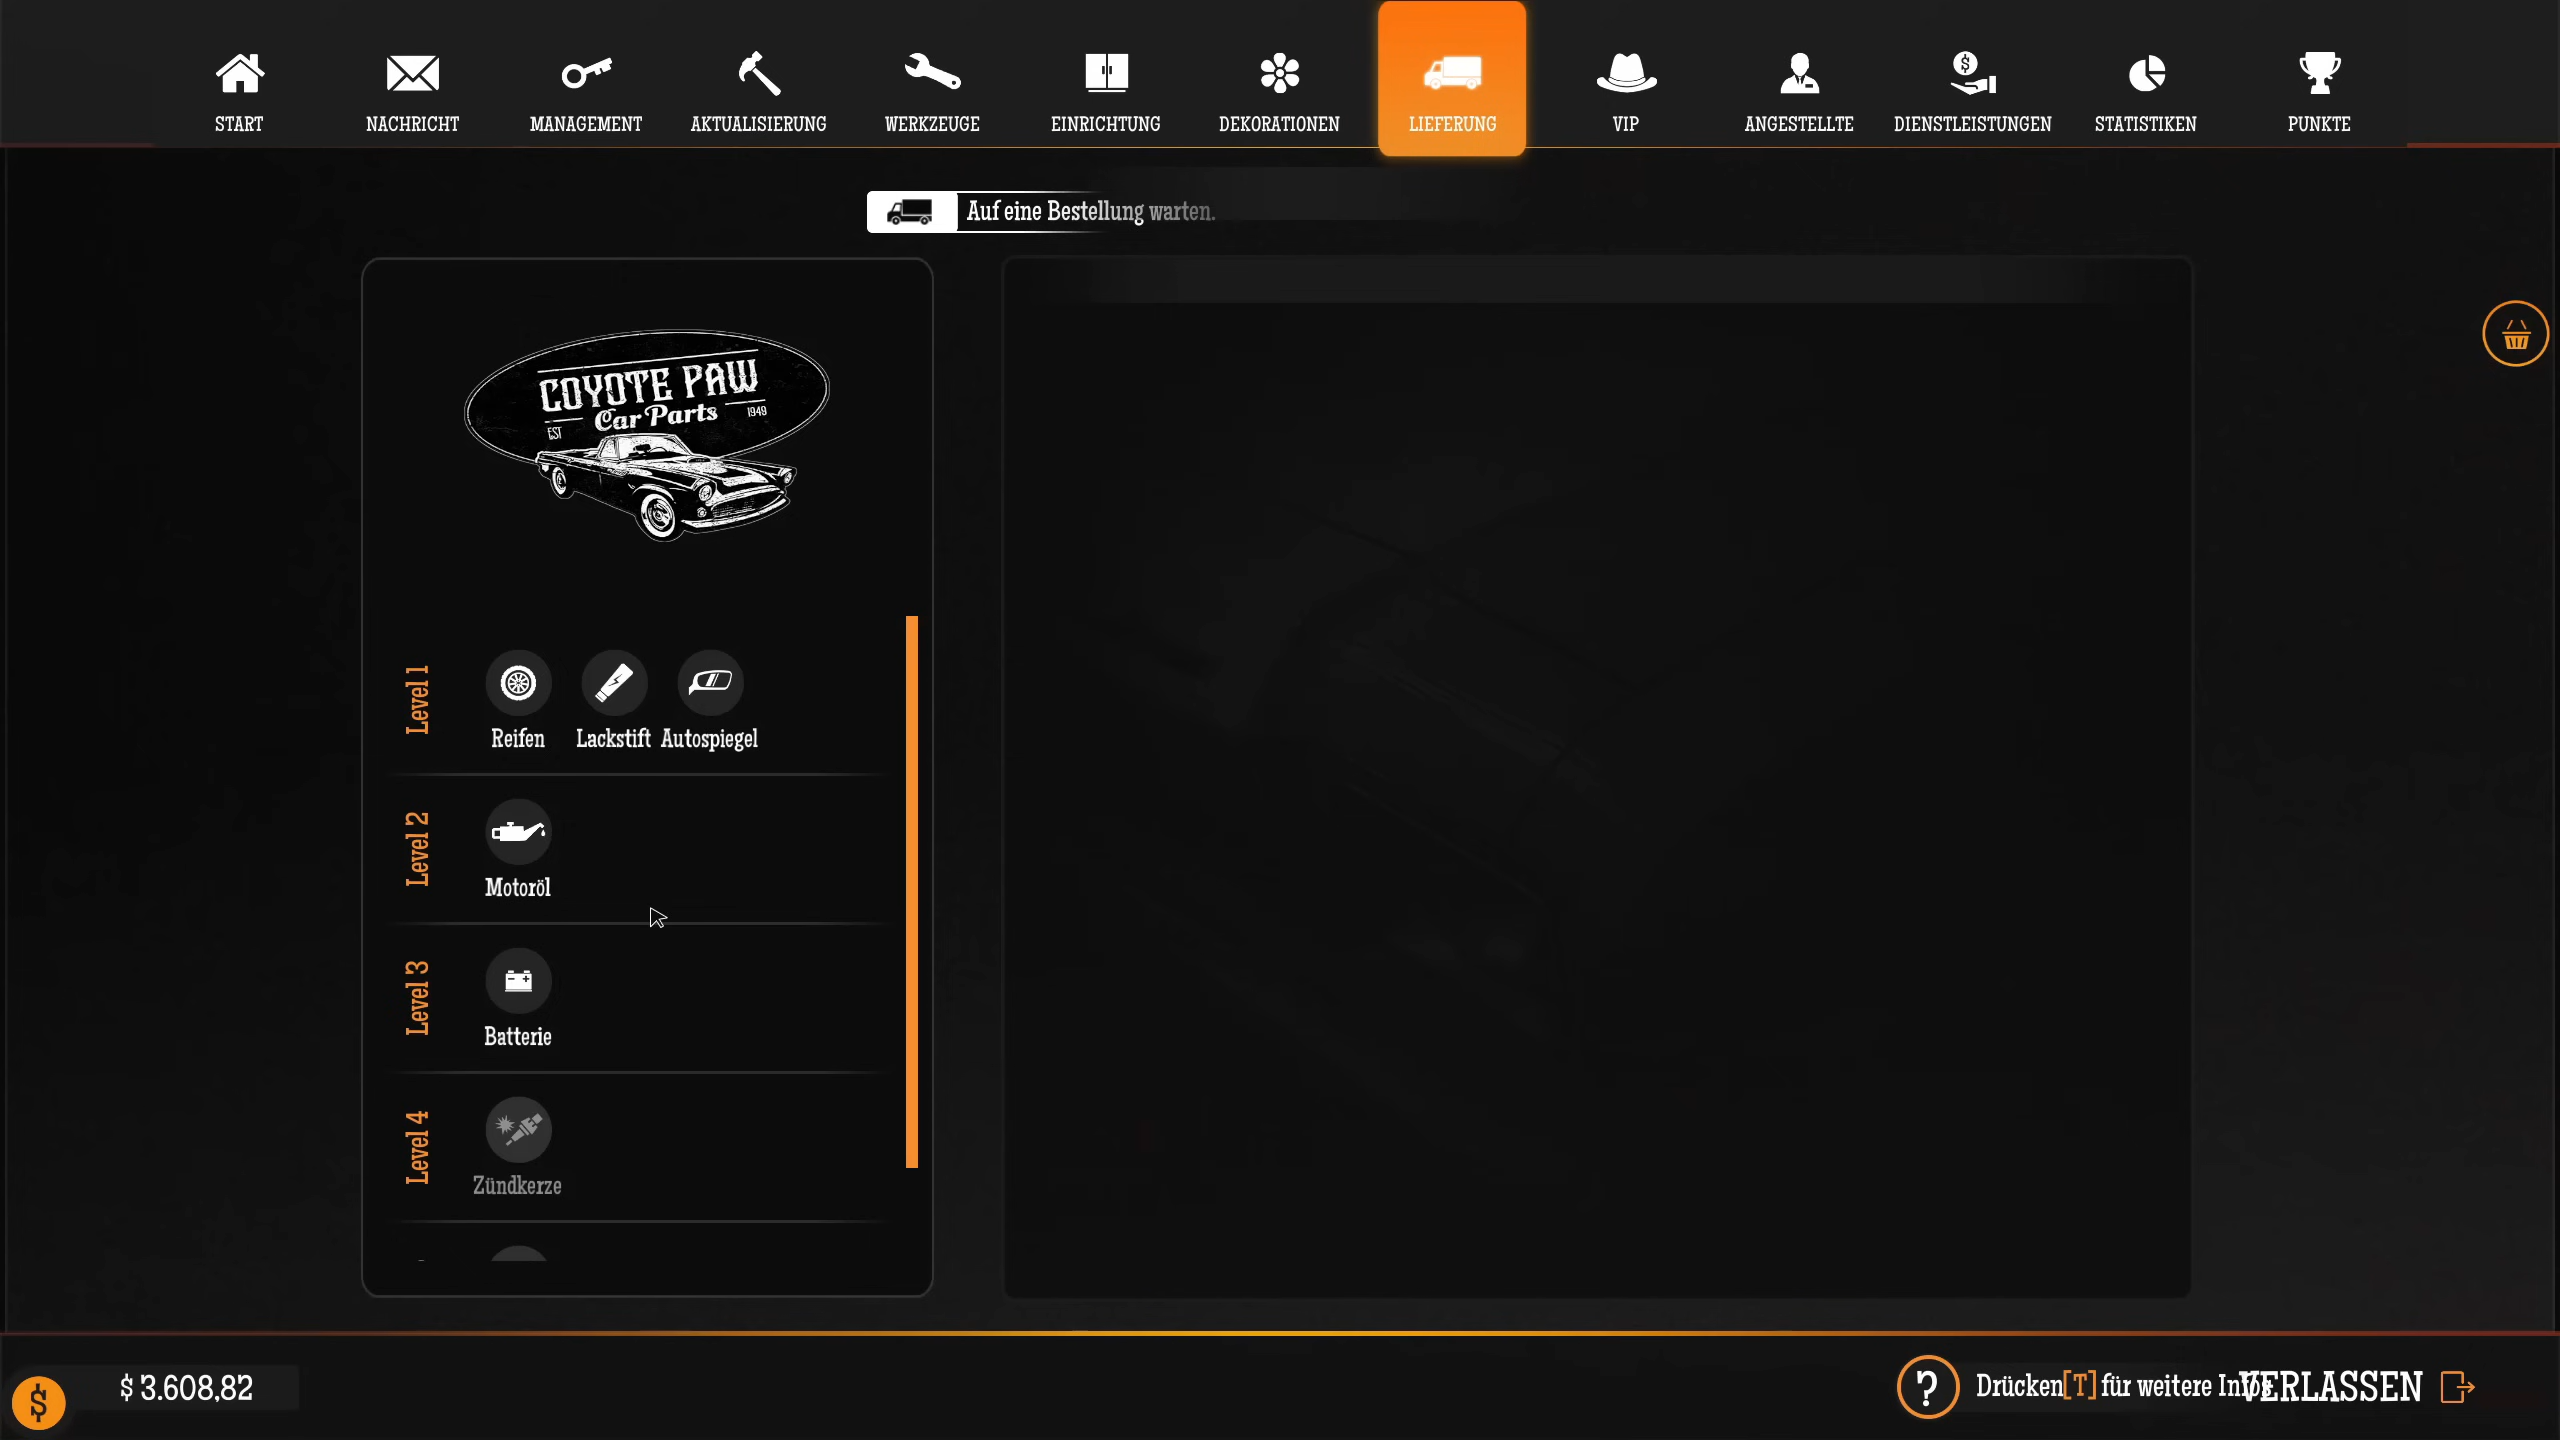 START
NACHRICHT
MANAGEMENT
AKTUALISIERUNG
WERKZEUGE
EINRICHTUNG
DEKORATIONEN
LIEFERUNG
VIP
ANGESTELLTE
DIENSTLEISTUNGEN
STATISTIKEN
PUNKTE
Auf eine Bestellung warten.
COYOTE PAW
Car Parts
EST
1949
Level 1
Reifen
Lackstift
Autospiegel
Level 2
Motoröl
Level 3
Batterie
Level 4
Zündkerze
$ 3.608,82
Drücken[T] für weitere Infos
VERLASSEN